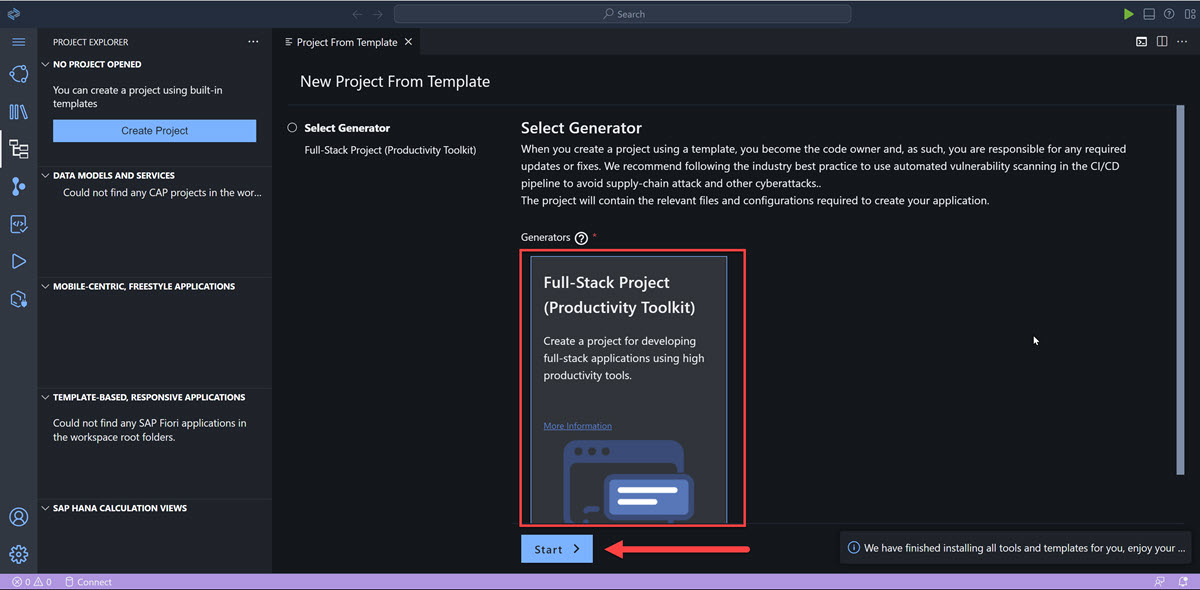 Search
PROJECT EXPLORER
NO PROJECT OPENED
You can create a project using built-in
templates
Create Project
DATA MODELS AND SERVICES
Could not find any CAP projects in the wor...
MOBILE-CENTRIC, FREESTYLE APPLICATIONS
TEMPLATE-BASED, RESPONSIVE APPLICATIONS
Could not find any SAP Fiori applications in
the workspace root folders.
SAP HANA CALCULATION VIEWS
Project From Template
New Project From Template
Select Generator
Full-Stack Project (Productivity Toolkit)
Select Generator
When you create a project using a template, you become the code owner and, as such, you are responsible for any required
updates or fixes. We recommend following the industry best practice to use automated vulnerability scanning in the CI/CD
pipeline to avoid supply-chain attack and other cyberattacks..
The project will contain the relevant files and configurations required to create your application.
Generators *
Full-Stack Project
(Productivity Toolkit)
Create a project for developing
full-stack applications using high
productivity tools.
More Information
Start
We have finished installing all tools and templates for you, enjoy your ...
0 0 Connect